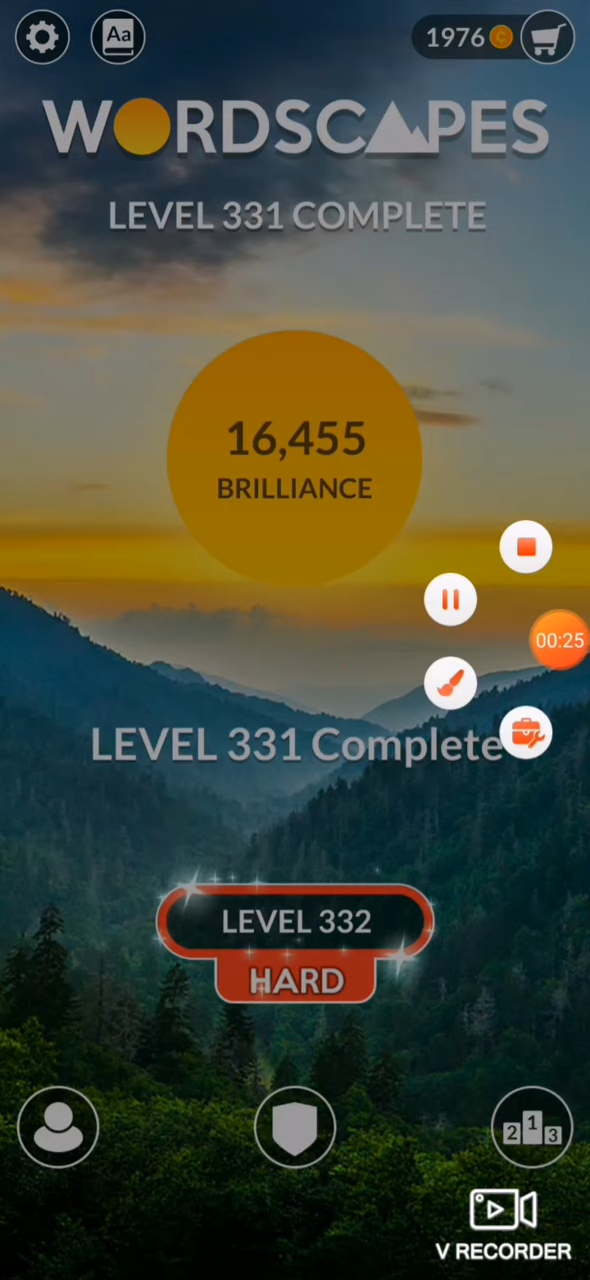 Aa
1976
WORDSCAPES
LEVEL 331 COMPLETE
16,455
BRILLIANCE
00:25
LEVEL 331 Complete
LEVEL 332
HARD
2 1 3
V RECORDER